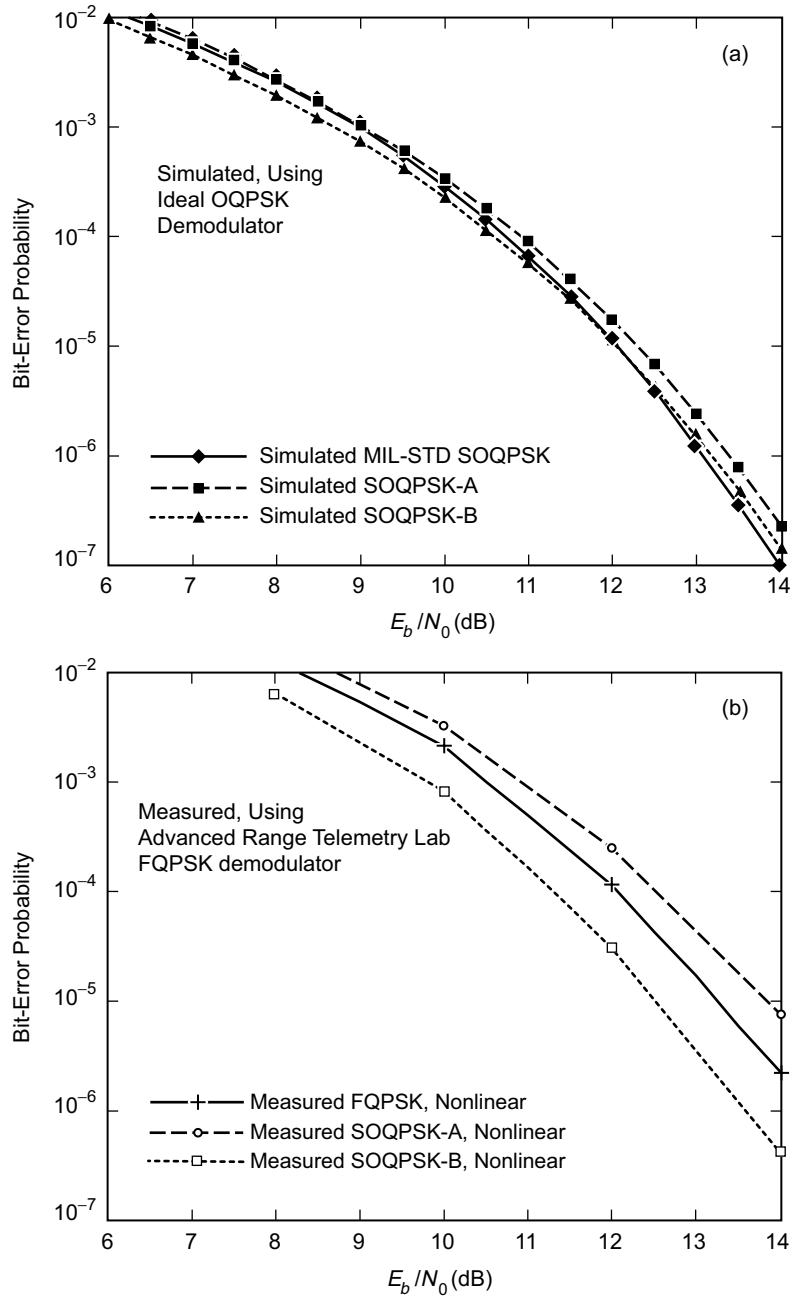 10⁻²
10⁻³
10⁻⁴
10⁻⁵
10⁻⁶
10⁻⁷
Bit-Error Probability
(a)
Simulated, Using
Ideal OQPSK
Demodulator
Simulated MIL-STD SOQPSK
Simulated SOQPSK-A
Simulated SOQPSK-B
6 7 8 9 10 11 12 13 14
E_b/N_0 (dB)
10⁻²
10⁻³
10⁻⁴
10⁻⁵
10⁻⁶
10⁻⁷
Bit-Error Probability
(b)
Measured, Using
Advanced Range Telemetry Lab
FQPSK demodulator
Measured FQPSK, Nonlinear
Measured SOQPSK-A, Nonlinear
Measured SOQPSK-B, Nonlinear
6 7 8 9 10 11 12 13 14
E_b/N_0 (dB)